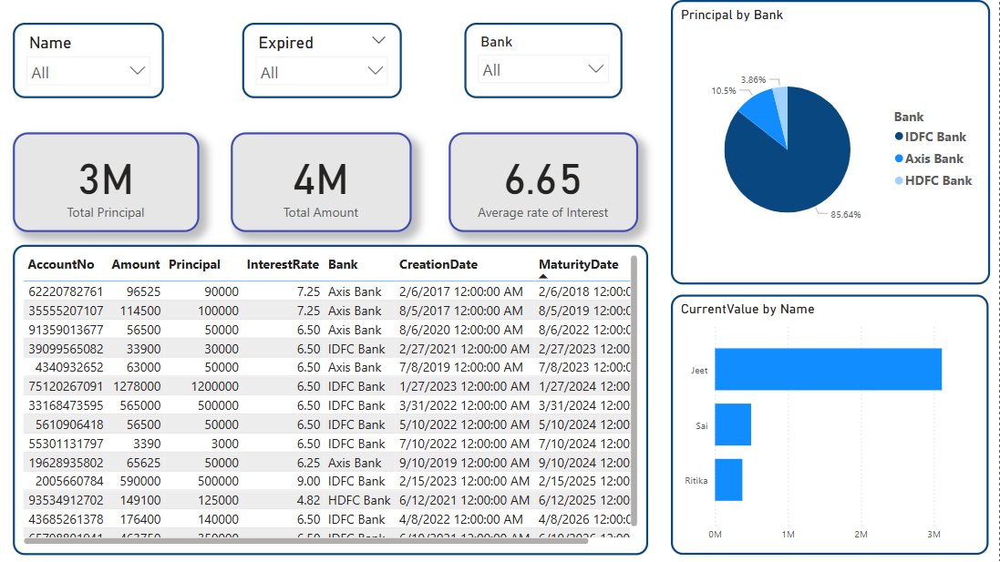 Name
All
Expired
All
Bank
All
3M
Total Principal
4M
Total Amount
6.65
Average rate of Interest
AccountNo Amount Principal InterestRate Bank CreationDate MaturityDate
62220782761 96525 90000 7.25 Axis Bank 2/6/2017 12:00:00 AM 2/6/2018 12:00:0
35555207107 114500 100000 7.25 Axis Bank 8/5/2017 12:00:00 AM 8/5/2019 12:00:0
91359013677 56500 50000 6.50 Axis Bank 8/6/2020 12:00:00 AM 8/6/2022 12:00:0
39099565082 33900 30000 6.50 IDFC Bank 2/27/2021 12:00:00 AM 2/27/2023 12:00
4340932652 63000 50000 6.50 Axis Bank 7/8/2019 12:00:00 AM 7/8/2023 12:00:0
75120267091 1278000 1200000 6.50 IDFC Bank 1/27/2023 12:00:00 AM 1/27/2024 12:00
33168473595 565000 500000 6.50 IDFC Bank 3/31/2022 12:00:00 AM 3/31/2024 12:00
5610906418 56500 50000 6.50 IDFC Bank 5/10/2022 12:00:00 AM 5/10/2024 12:00
55301131797 3390 3000 6.50 IDFC Bank 7/10/2022 12:00:00 AM 7/10/2024 12:00
19628935802 65625 50000 6.25 Axis Bank 9/10/2019 12:00:00 AM 9/10/2024 12:00
2005660784 590000 500000 9.00 IDFC Bank 2/15/2023 12:00:00 AM 2/15/2025 12:00
93534912702 149100 125000 4.82 HDFC Bank 6/12/2021 12:00:00 AM 6/12/2025 12:00
43685261378 176400 140000 6.50 IDFC Bank 4/8/2022 12:00:00 AM 4/8/2026 12:00:0
Principal by Bank
3.86%
10.5%
85.64%
Bank
IDFC Bank
Axis Bank
HDFC Bank
CurrentValue by Name
Jeet
Sai
Ritika
0M 1M 2M 3M